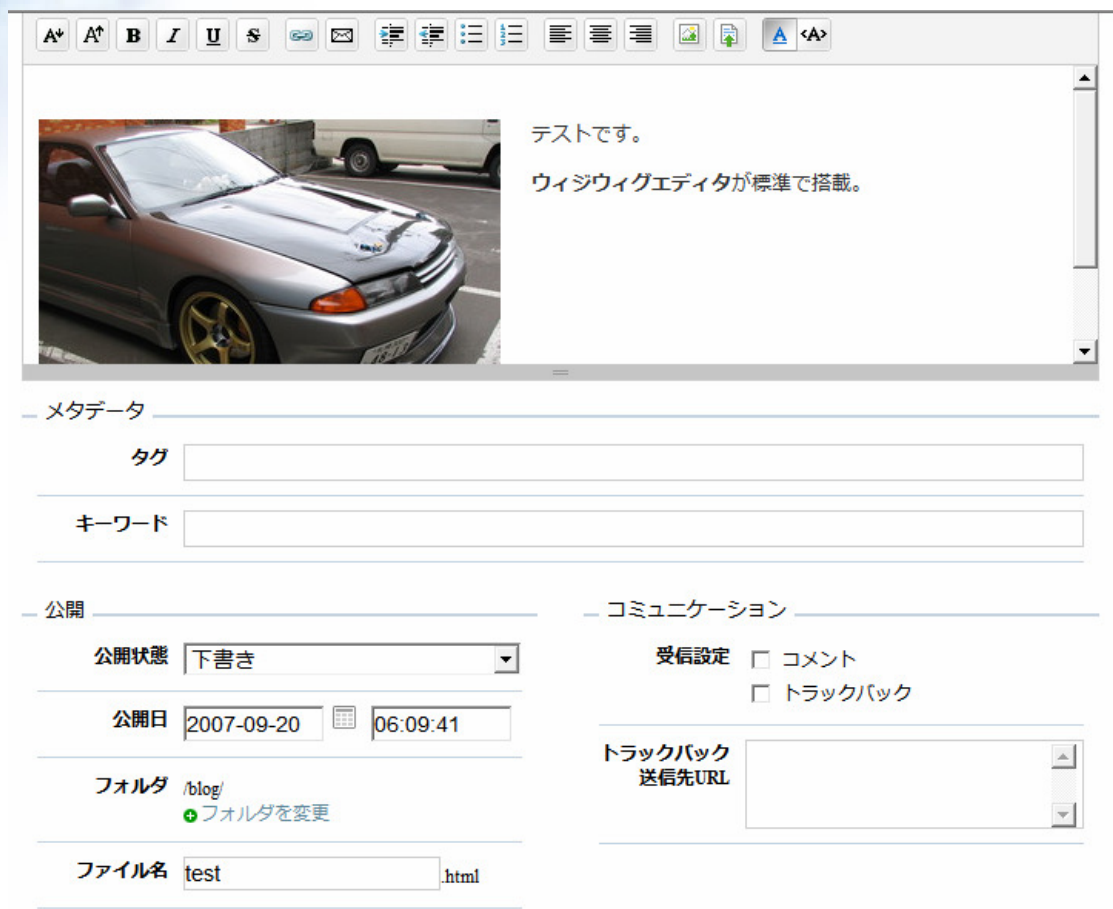 A A B I U S A <A>
テストです。
ウィジウィグエディタが標準で搭載。
メタデータ
タグ
キーワード
公開
公開状態 下書き
公開日 2007-09-20 06:09:41
フォルダ /blog/
フォルダを変更
ファイル名 test .html
コミュニケーション
受信設定 コメント
トラックバック
トラックバック
送信先URL